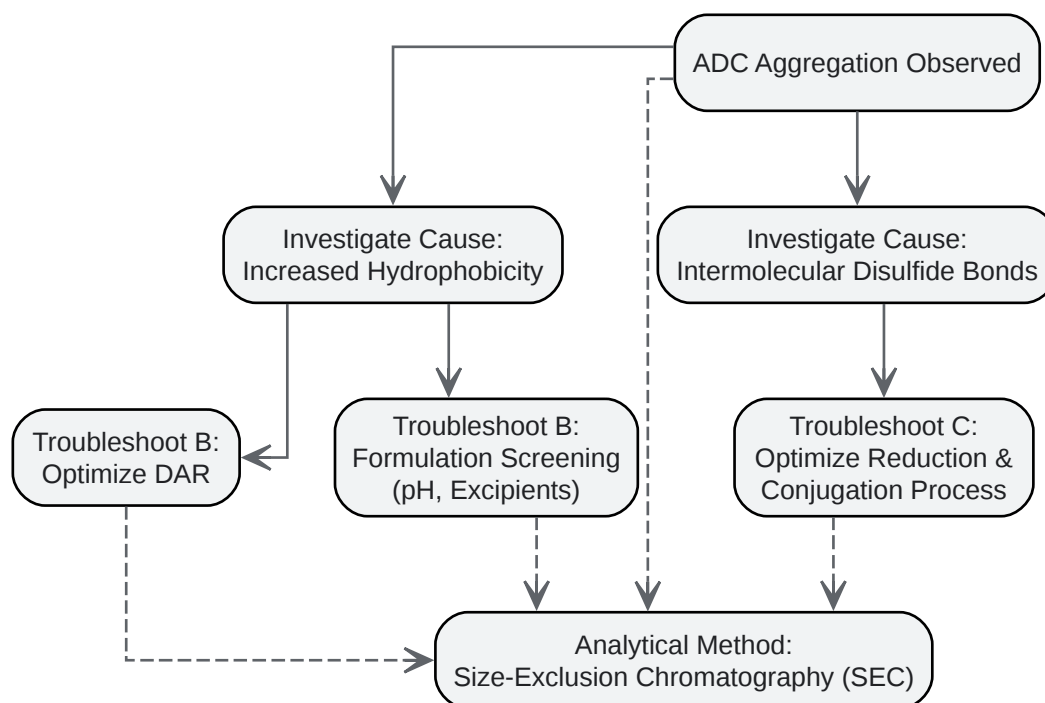 ADC Aggregation Observed
Investigate Cause:
Increased Hydrophobicity
Investigate Cause:
Intermolecular Disulfide Bonds
Troubleshoot B:
Optimize DAR
Troubleshoot B:
Formulation Screening
(pH, Excipients)
Troubleshoot C:
Optimize Reduction &
Conjugation Process
Analytical Method:
Size-Exclusion Chromatography (SEC)